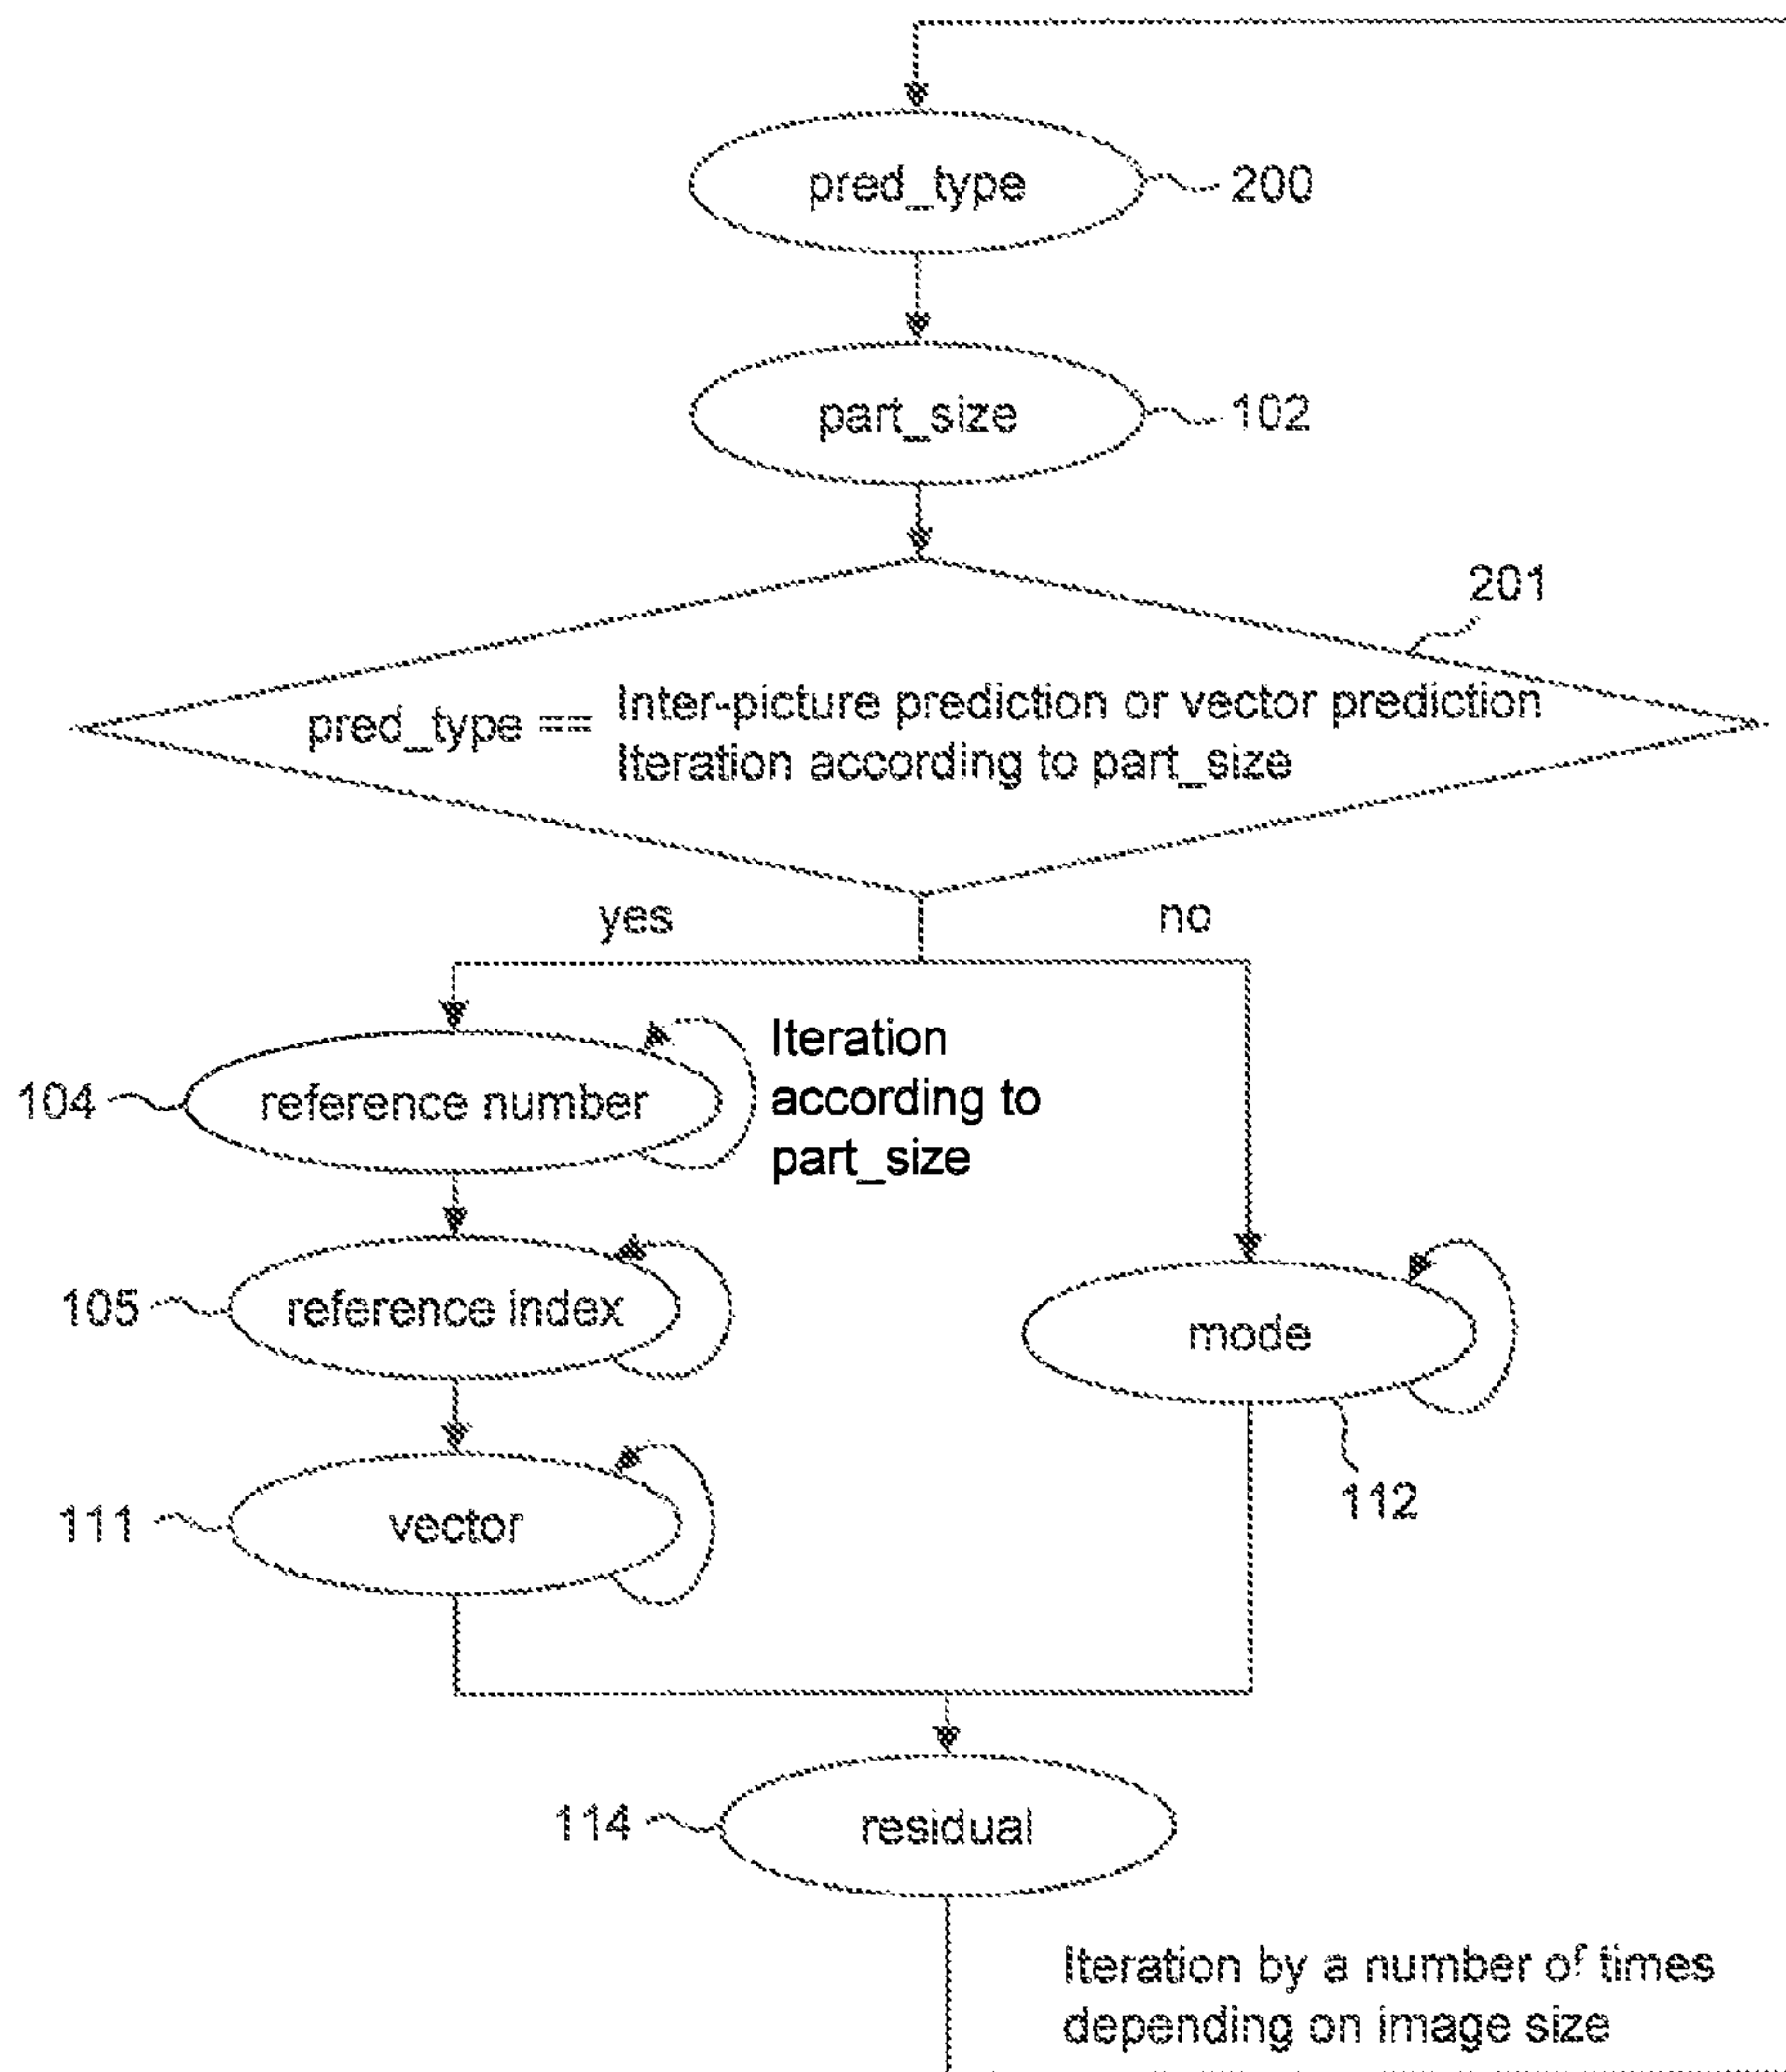 pred_type
200
part_size
102
201
pred_type == Inter-picture prediction or vector prediction
Iteration according to part_size
yes
no
Iteration
according to
part_size
104
reference number
105
reference index
mode
112
111
vector
114
residual
Iteration by a number of times
depending on image size